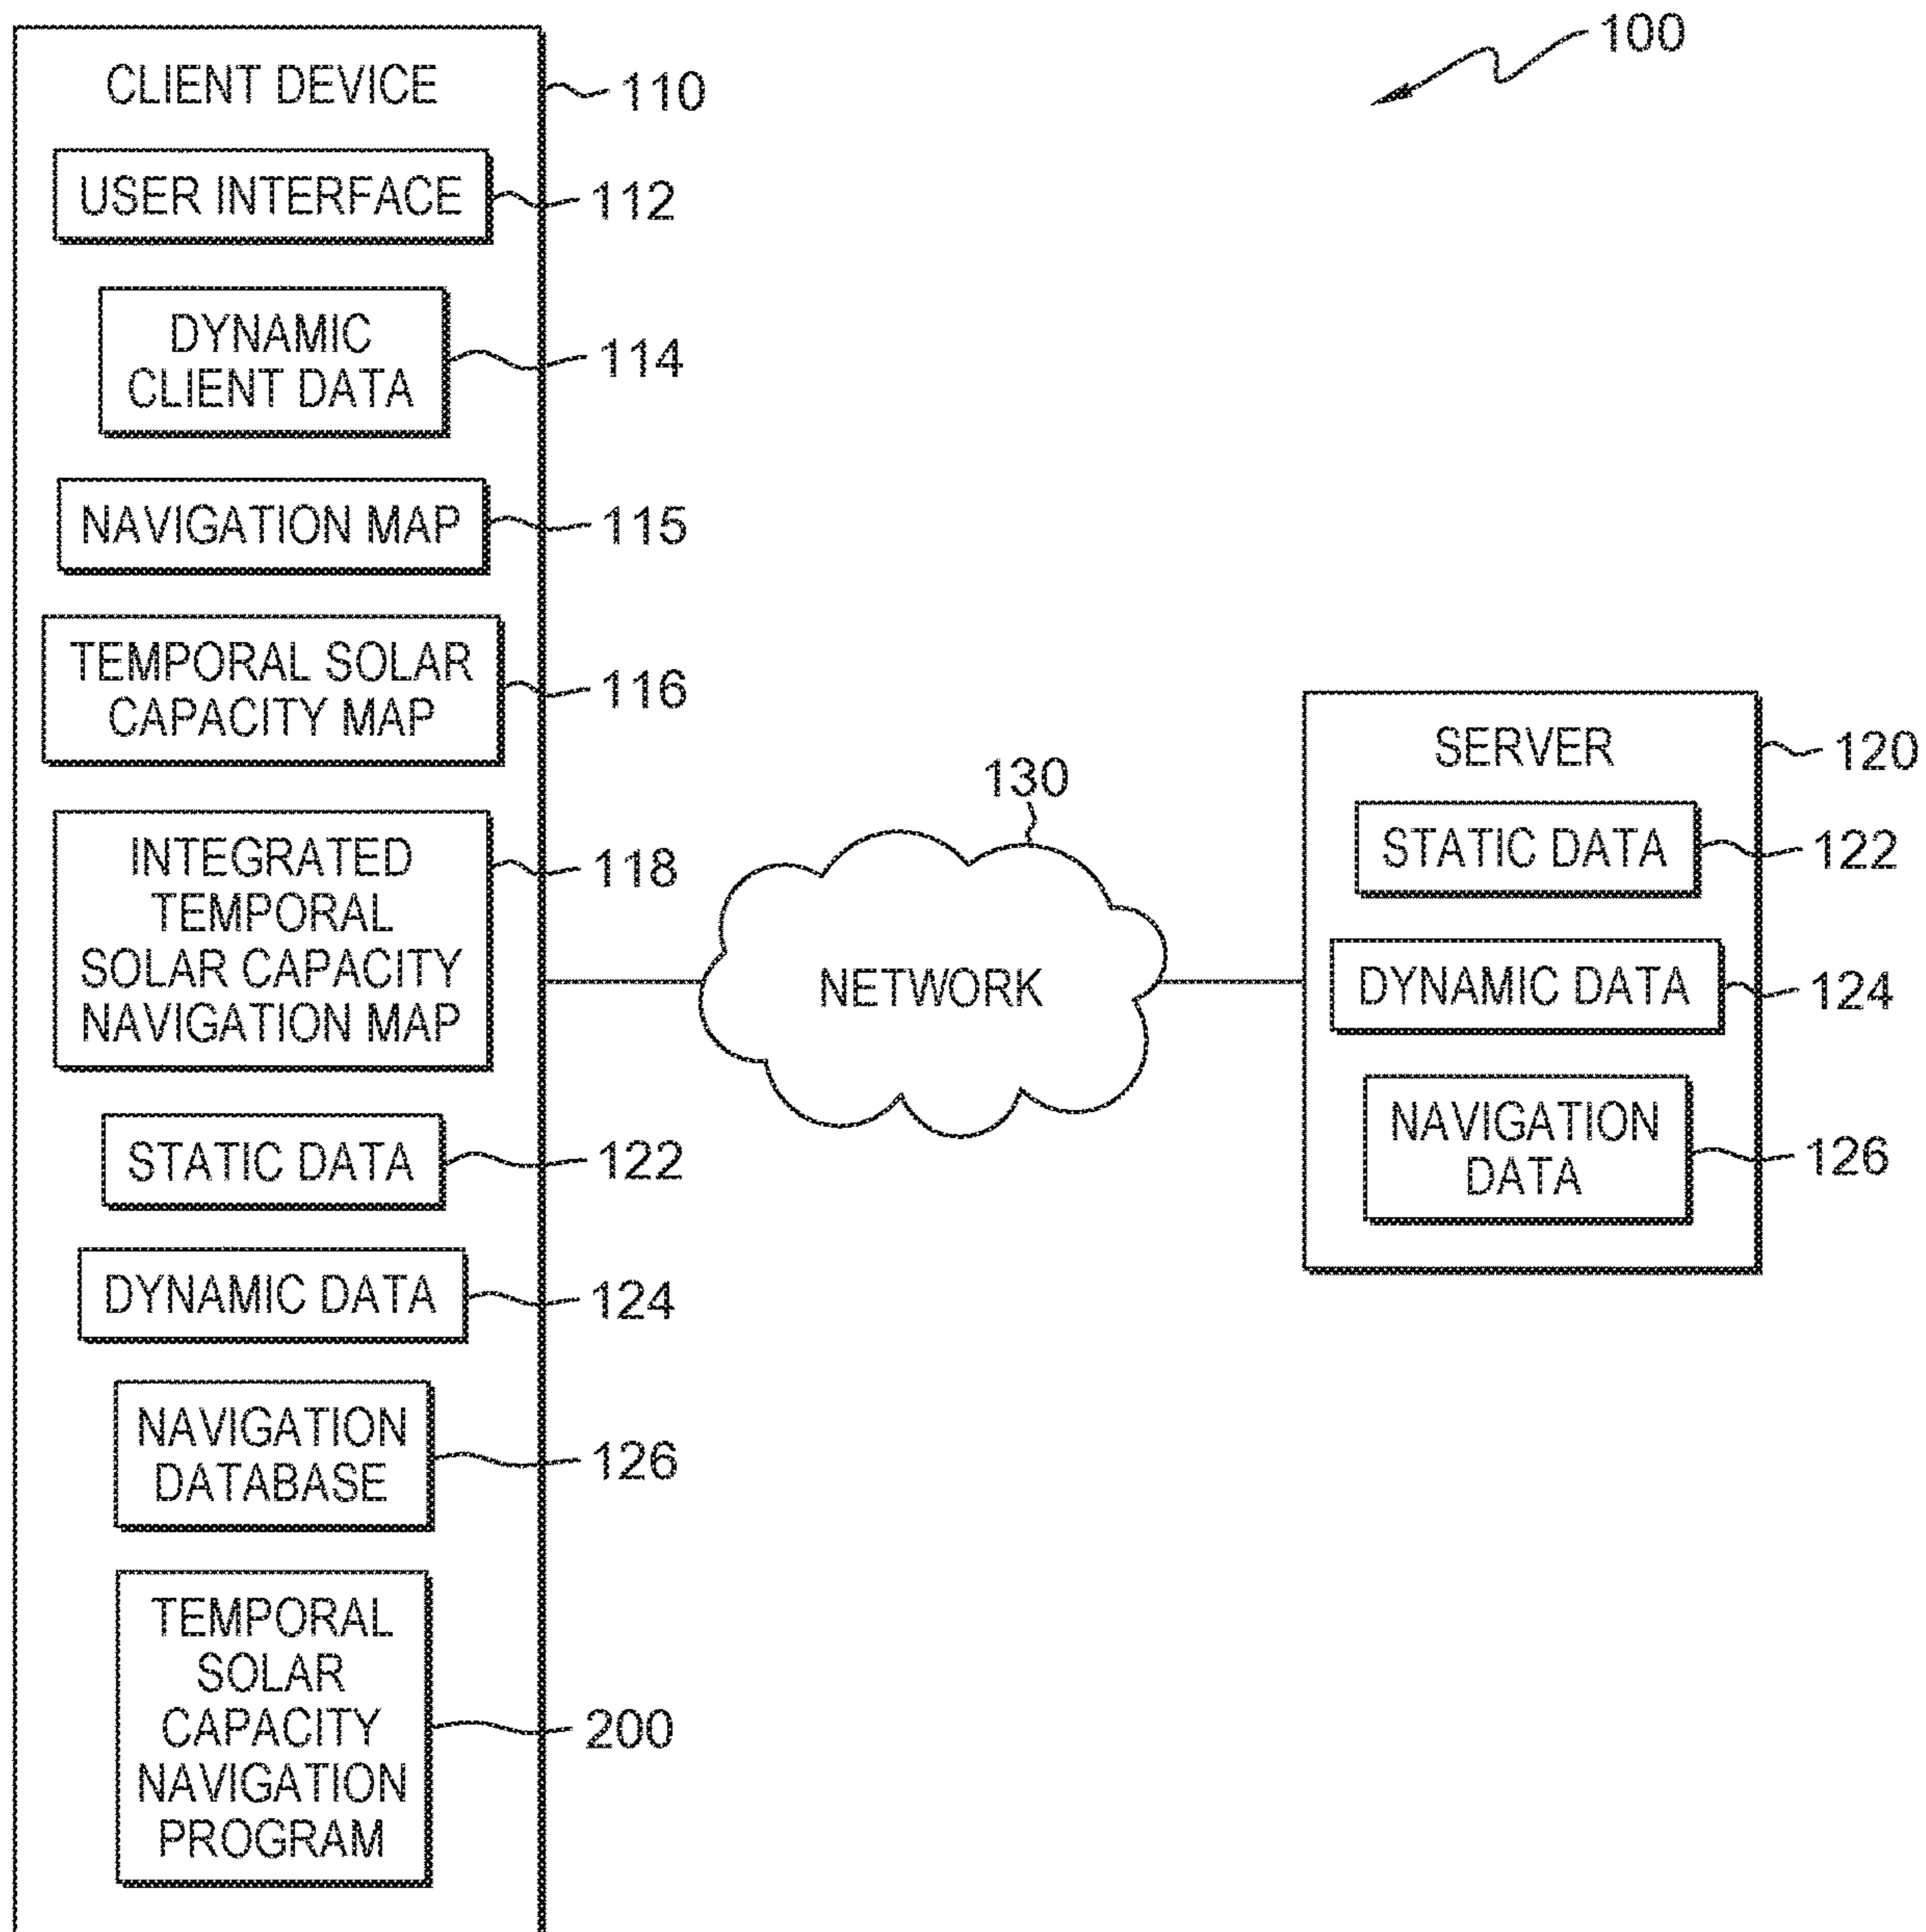 100
CLIENT DEVICE
110
USER INTERFACE
112
DYNAMIC
CLIENT DATA
114
NAVIGATION MAP
115
TEMPORAL SOLAR
CAPACITY MAP
116
INTEGRATED
TEMPORAL
SOLAR CAPACITY
NAVIGATION MAP
118
STATIC DATA
122
DYNAMIC DATA
124
NAVIGATION
DATABASE
126
TEMPORAL
SOLAR
CAPACITY
NAVIGATION
PROGRAM
200
130
NETWORK
SERVER
120
STATIC DATA
122
DYNAMIC DATA
124
NAVIGATION
DATA
126